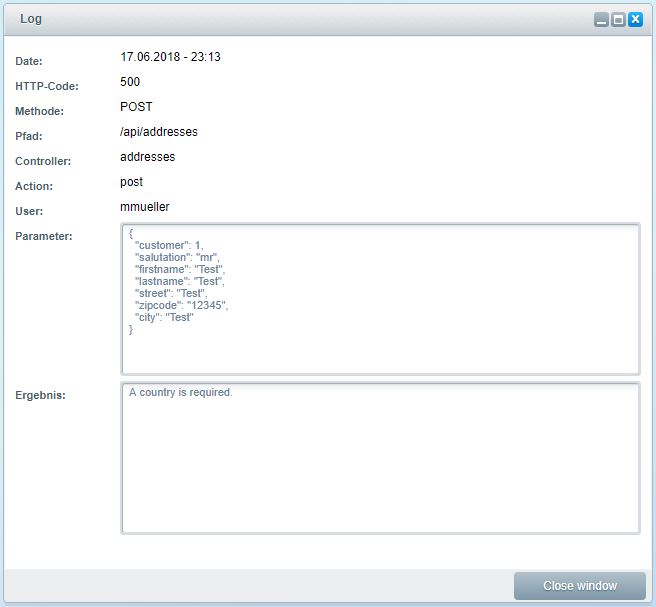 Log
Date: 17.06.2018 - 23:13
HTTP-Code: 500
Methode: POST
Pfad: /api/addresses
Controller: addresses
Action: post
User: mmueller
Parameter: {
"customer": 1,
"salutation": "mr",
"firstname": "Test",
"lastname": "Test",
"street": "Test",
"zipcode": "12345",
"city": "Test"
}
Ergebnis: A country is required.
Close window